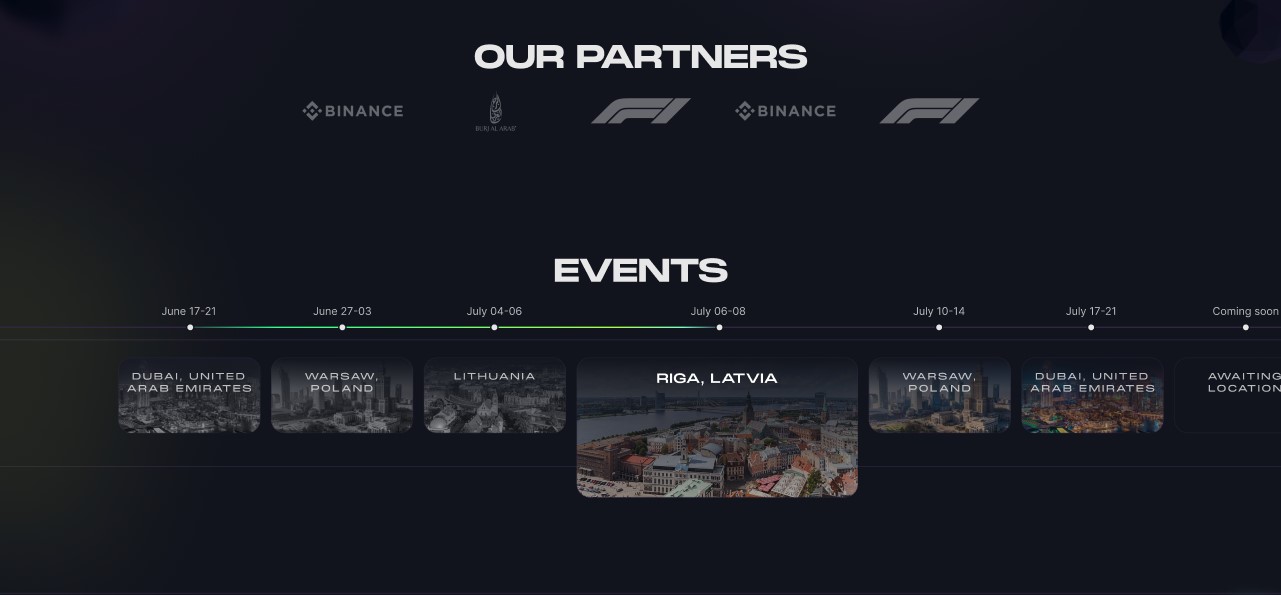 OUR PARTNERS
BINANCE
BURJ AL ARAB
BINANCE
EVENTS
June 17-21
June 27-03
July 04-06
July 06-08
July 10-14
July 17-21
Coming soon
DUBAI, UNITED
ARAB EMIRATES
WARSAW,
POLAND
LITHUANIA
RIGA, LATVIA
WARSAW,
POLAND
DUBAI, UNITED
ARAB EMIRATES
AWAITING
LOCATION